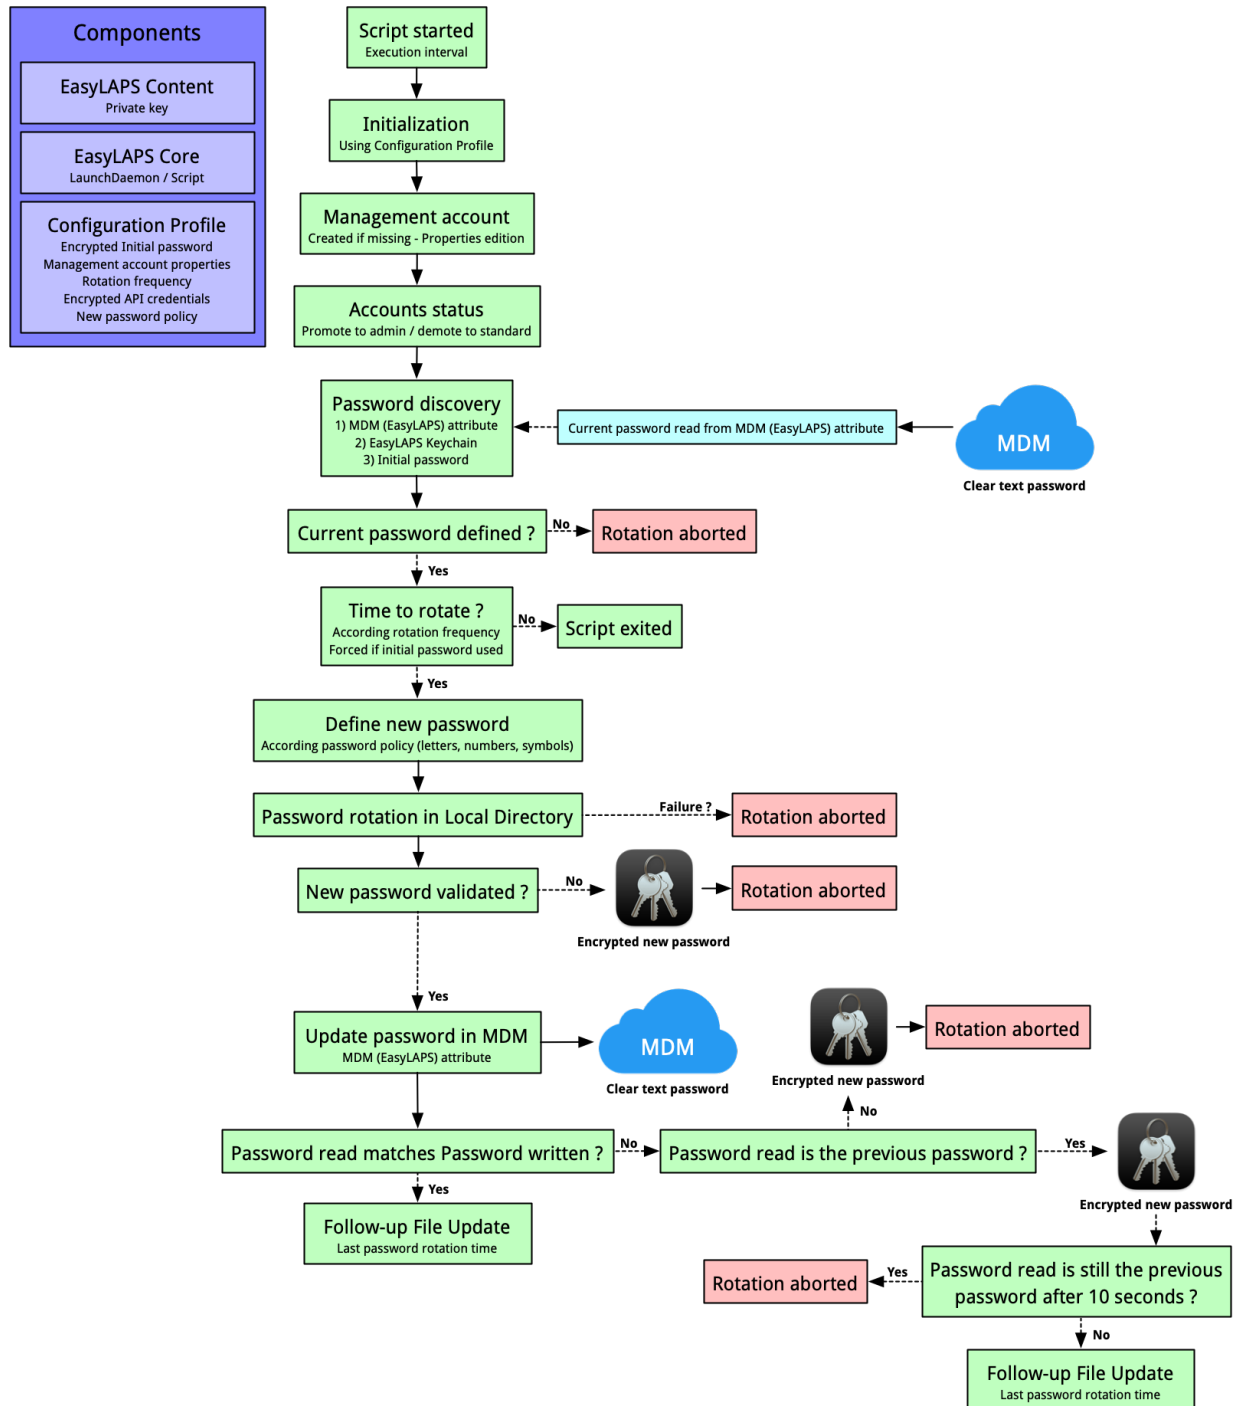 Components
EasyLAPS Content
Private key
EasyLAPS Core
LaunchDaemon / Script
Configuration Profile
Encrypted Initial password
Management account properties
Rotation frequency
Encrypted API credentials
New password policy
Script started
Execution interval
Initialization
Using Configuration Profile
Management account
Created if missing - Properties edition
Accounts status
Promote to admin / demote to standard
Password discovery
1) MDM (EasyLAPS) attribute
2) EasyLAPS Keychain
3) Initial password
Current password read from MDM (EasyLAPS) attribute
MDM
Clear text password
Current password defined ?
No
Rotation aborted
Yes
Time to rotate ?
According rotation frequency
Forced if initial password used
No
Script exited
Yes
Define new password
According password policy (letters, numbers, symbols)
Password rotation in Local Directory
Failure ?
Rotation aborted
New password validated ?
No
Encrypted new password
Rotation aborted
Yes
Update password in MDM
MDM (EasyLAPS) attribute
MDM
Clear text password
Password read matches Password written ?
No
Password read is the previous password ?
No
Encrypted new password
Rotation aborted
Yes
Encrypted new password
Yes
Follow-up File Update
Last password rotation time
Password read is still the previous
password after 10 seconds ?
Yes
Rotation aborted
No
Follow-up File Update
Last password rotation time